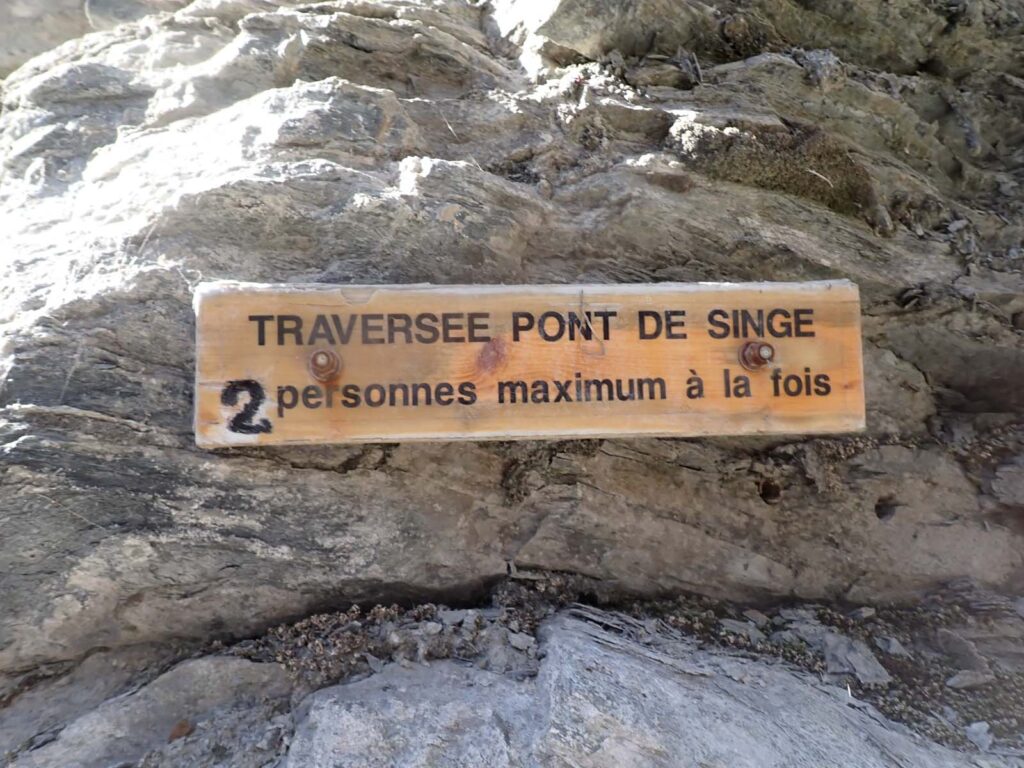 TRAVERSEE PONT DE SINGE
2 personnes maximum à la fois